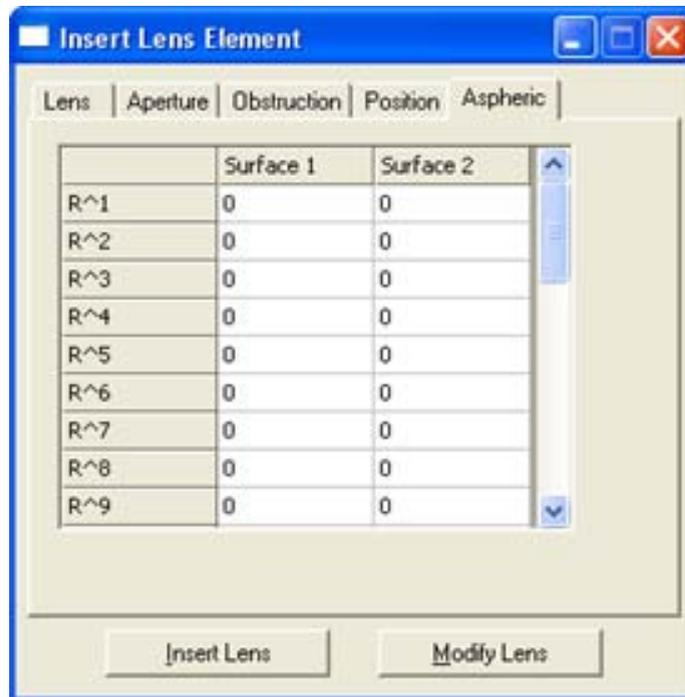 Insert Lens Element
Lens Aperture Obstruction Position Aspheric
Surface 1 Surface 2
R^1 0 0
R^2 0 0
R^3 0 0
R^4 0 0
R^5 0 0
R^6 0 0
R^7 0 0
R^8 0 0
R^9 0 0
Insert Lens Modify Lens